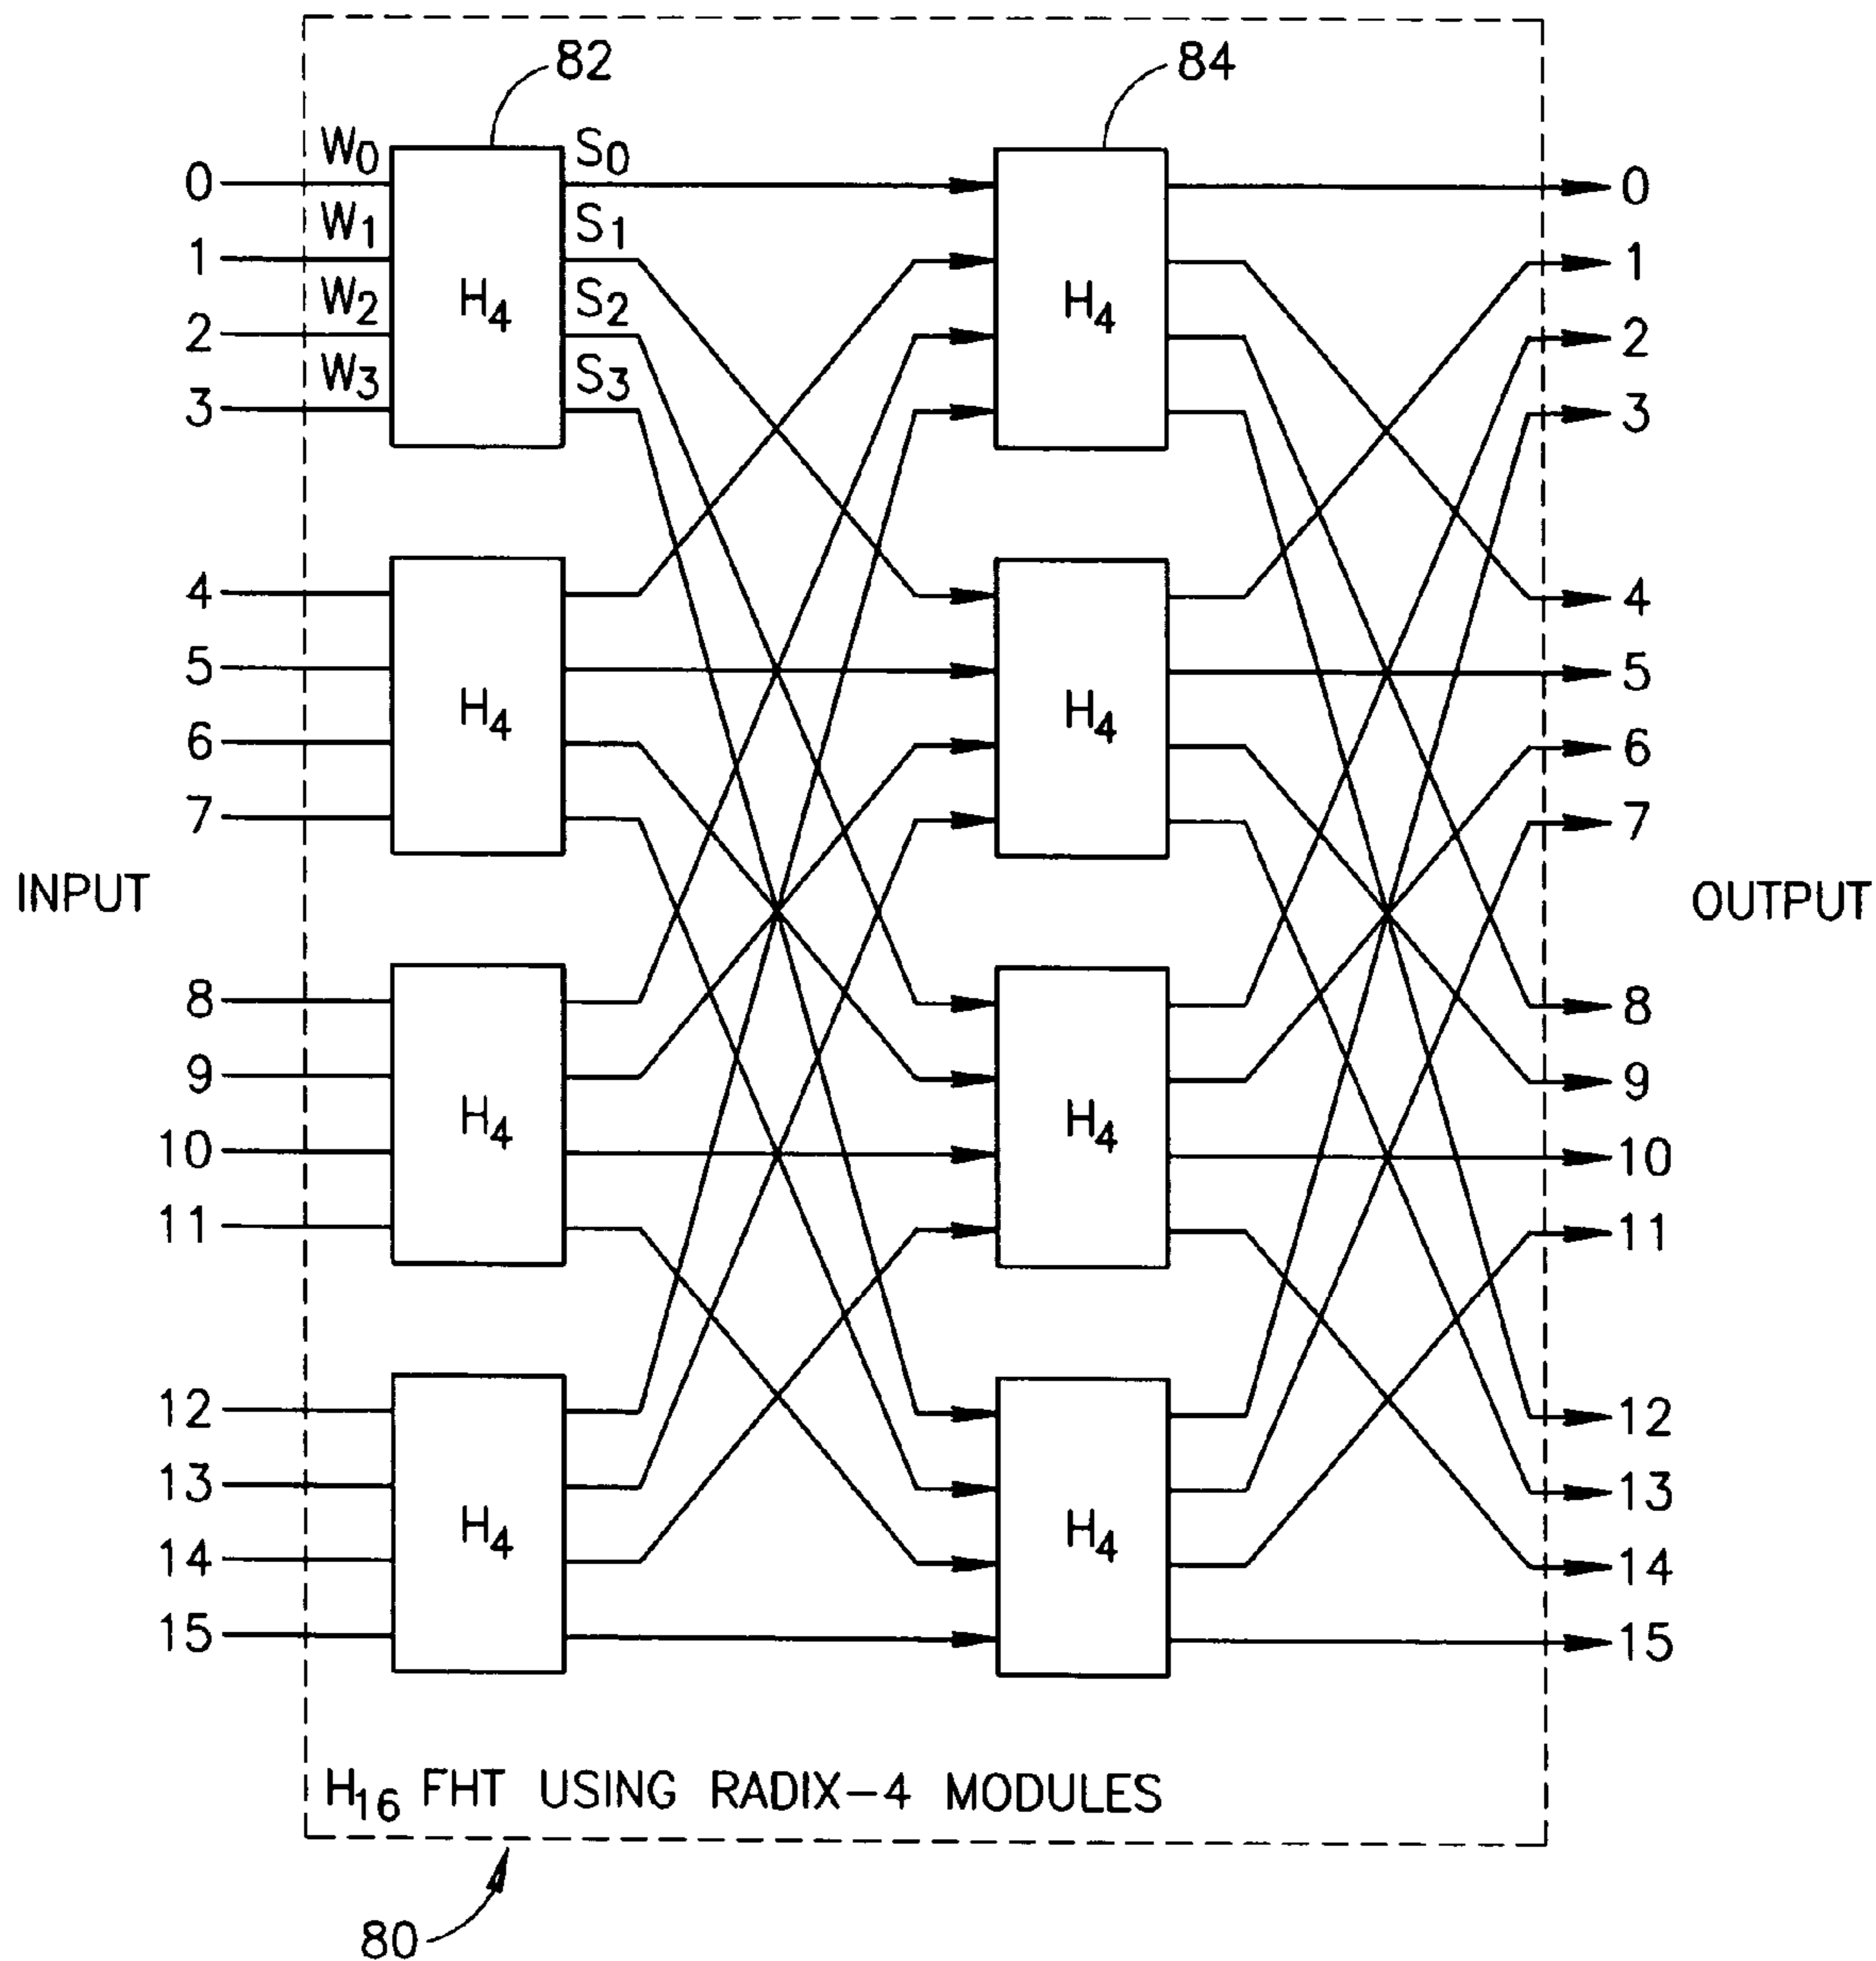 82
84
W0 S0
0 0
W1 S1
1 1
H4 H4
W2 S2
2 2
W3 S3
3 3
4 4
5 5
H4 H4
6 6
7 7
INPUT OUTPUT
8 8
9 9
H4 H4
10 10
11 11
12 12
13 13
H4 H4
14 14
15 15
H16 FHT USING RADIX-4 MODULES
80